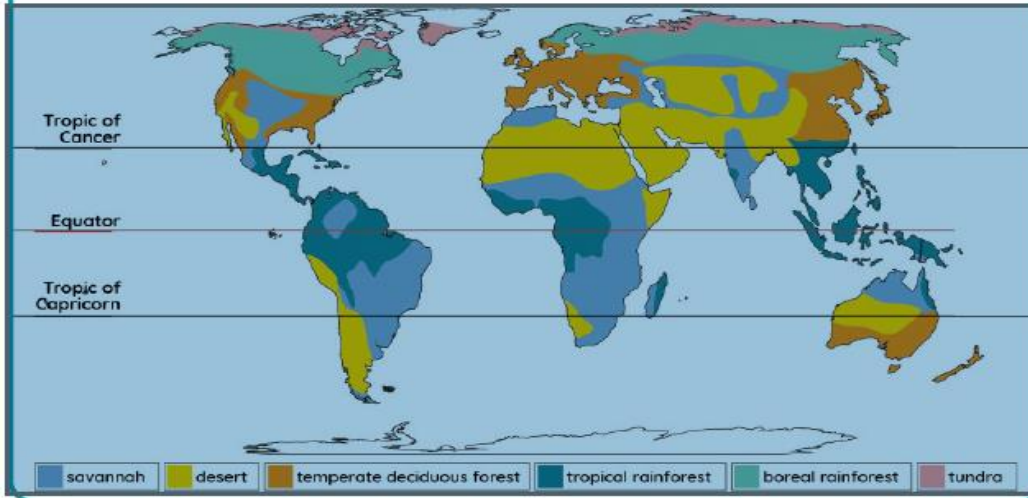 Tropic of
Cancer
Equator
Tropic of
Capricorn
savannah desert temperate deciduous forest tropical rainforest boreal rainforest tundra